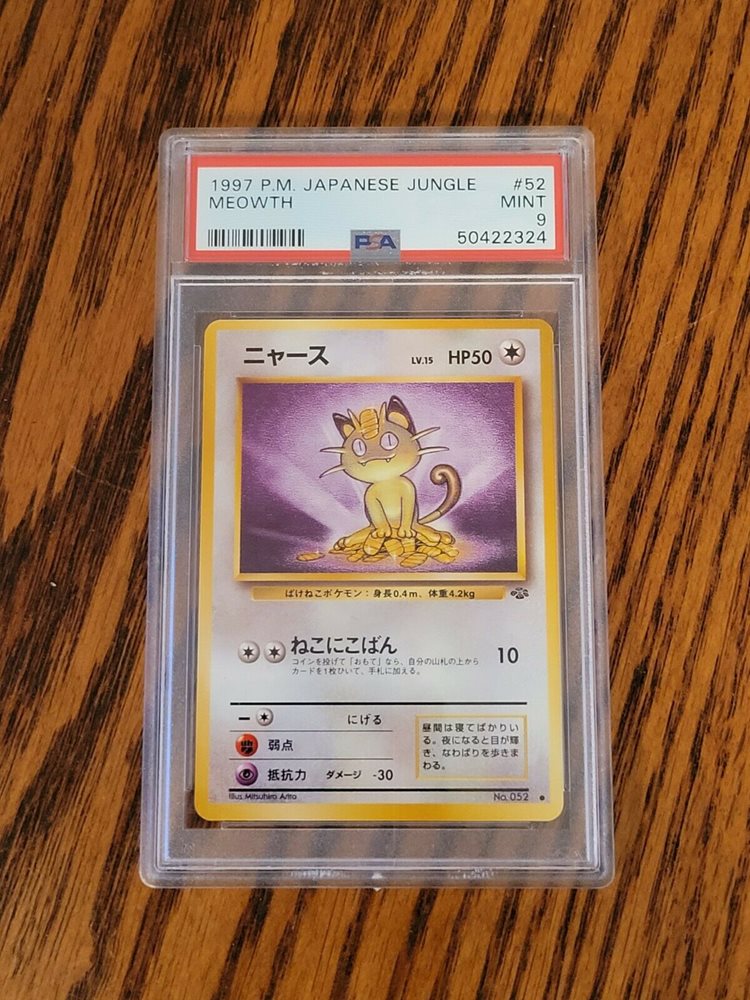 1997 P.M. JAPANESE JUNGLE #52
MEOWTH MINT
9
PSA 50422324
ニャース LV.15 HP50
ばけねこポケモン：身長0.4m、体重4.2kg
ねこにこばん 10
コインを投げて「おもて」なら、自分の山札の上から
カードを1枚ひいて、手札に加える。
にげる
弱点
抵抗力 ダメージ -30
昼間は寝てばかりい
る。夜になると目が輝
き、なわばりを歩きま
わる。
Illus. Mitsuhiro Arita No. 052